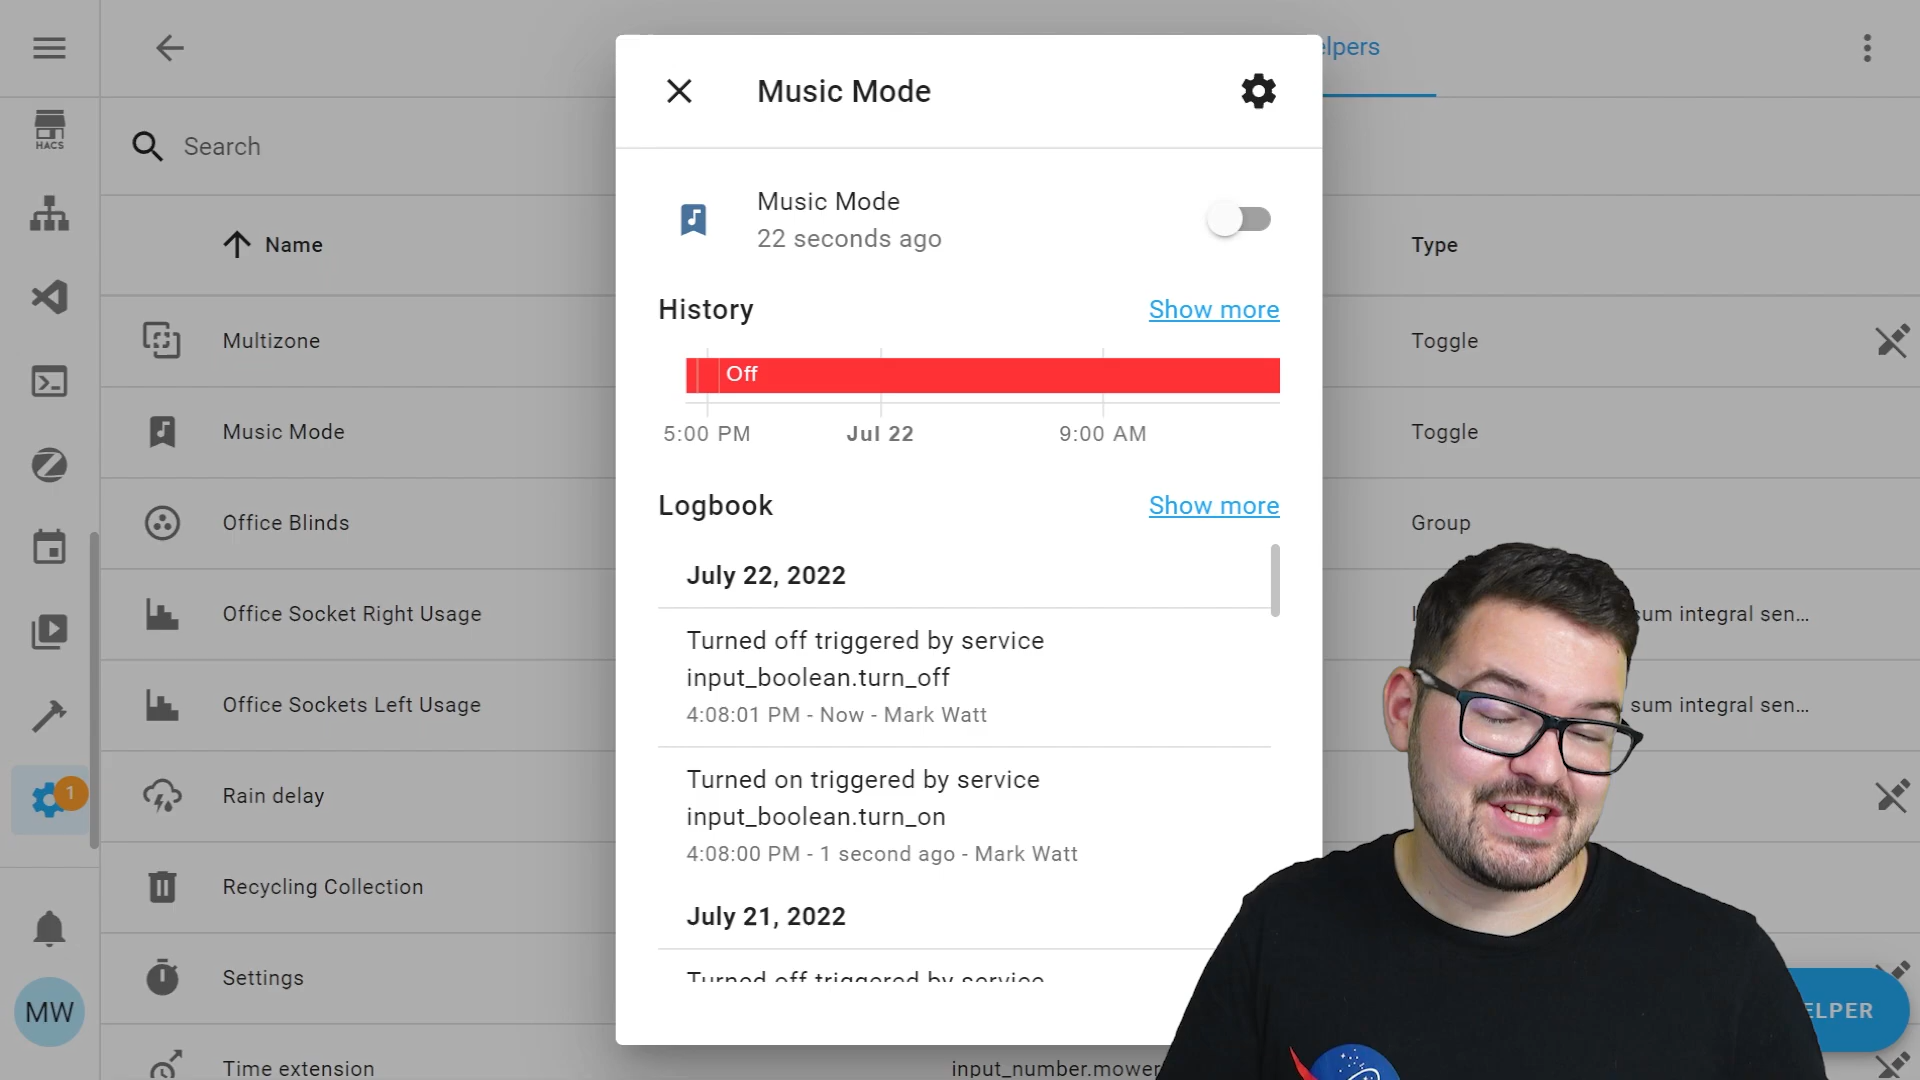 HACS
MW
1
Search
Name
Multizone
Music Mode
Office Blinds
Office Socket Right Usage
Office Sockets Left Usage
Rain delay
Recycling Collection
Settings
Time extension
input_number.mower
Music Mode
Music Mode
22 seconds ago
History
Show more
Off
5:00 PM
Jul 22
9:00 AM
Logbook
Show more
July 22, 2022
Turned off triggered by service
input_boolean.turn_off
4:08:01 PM - Now - Mark Watt
Turned on triggered by service
input_boolean.turn_on
4:08:00 PM - 1 second ago - Mark Watt
July 21, 2022
Turned off triggered by service
elpers
Type
Toggle
Toggle
Group
sum integral sen...
sum integral sen...
ELPER